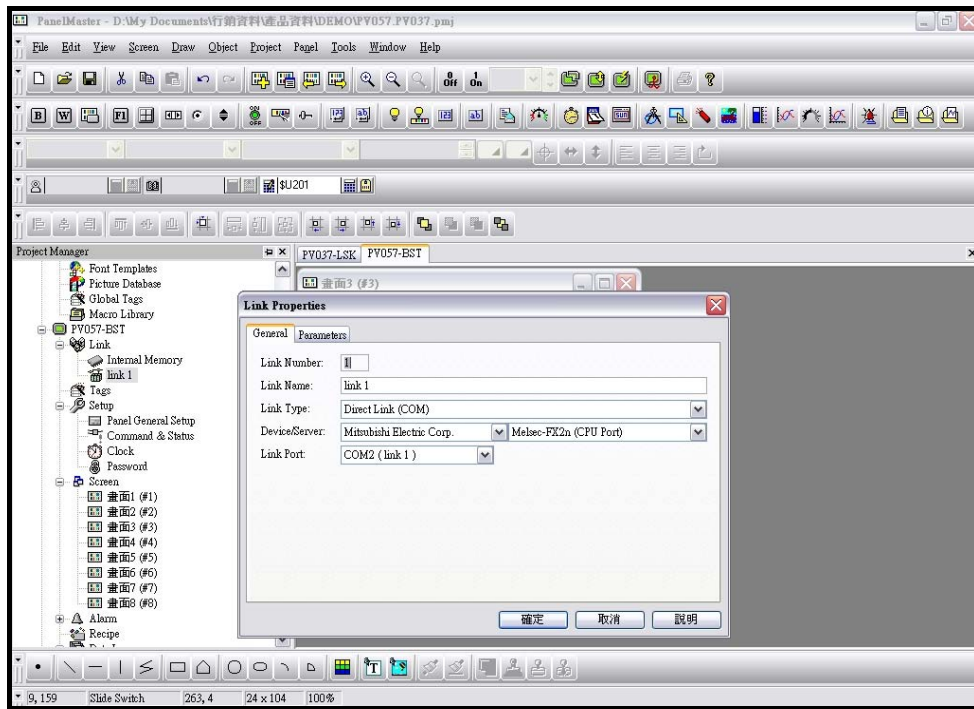 PanelMaster - D:\My Documents\行銷資料\產品資料\DEMO\PV057.PV037.pmj
File Edit View Screen Draw Object Project Panel Tools Window Help
0 Off 1 On
$U201
Project Manager
PV037-LSK PV057-BST
Font Templates
Picture Database
Global Tags
Macro Library
PV057-BST
Link
Internal Memory
link 1
Tags
Setup
Panel General Setup
Command & Status
Clock
Password
Screen
畫面1 (#1)
畫面2 (#2)
畫面3 (#3)
畫面4 (#4)
畫面5 (#5)
畫面6 (#6)
畫面7 (#7)
畫面8 (#8)
Alarm
Recipe
畫面3 (#3)
Link Properties
General Parameters
Link Number: 1
Link Name: link 1
Link Type: Direct Link (COM)
Device/Server: Mitsubishi Electric Corp. Melsec-FX2n (CPU Port)
Link Port: COM2 ( link 1 )
確定 取消 說明
9, 159 Slide Switch 263, 4 24 x 104 100%